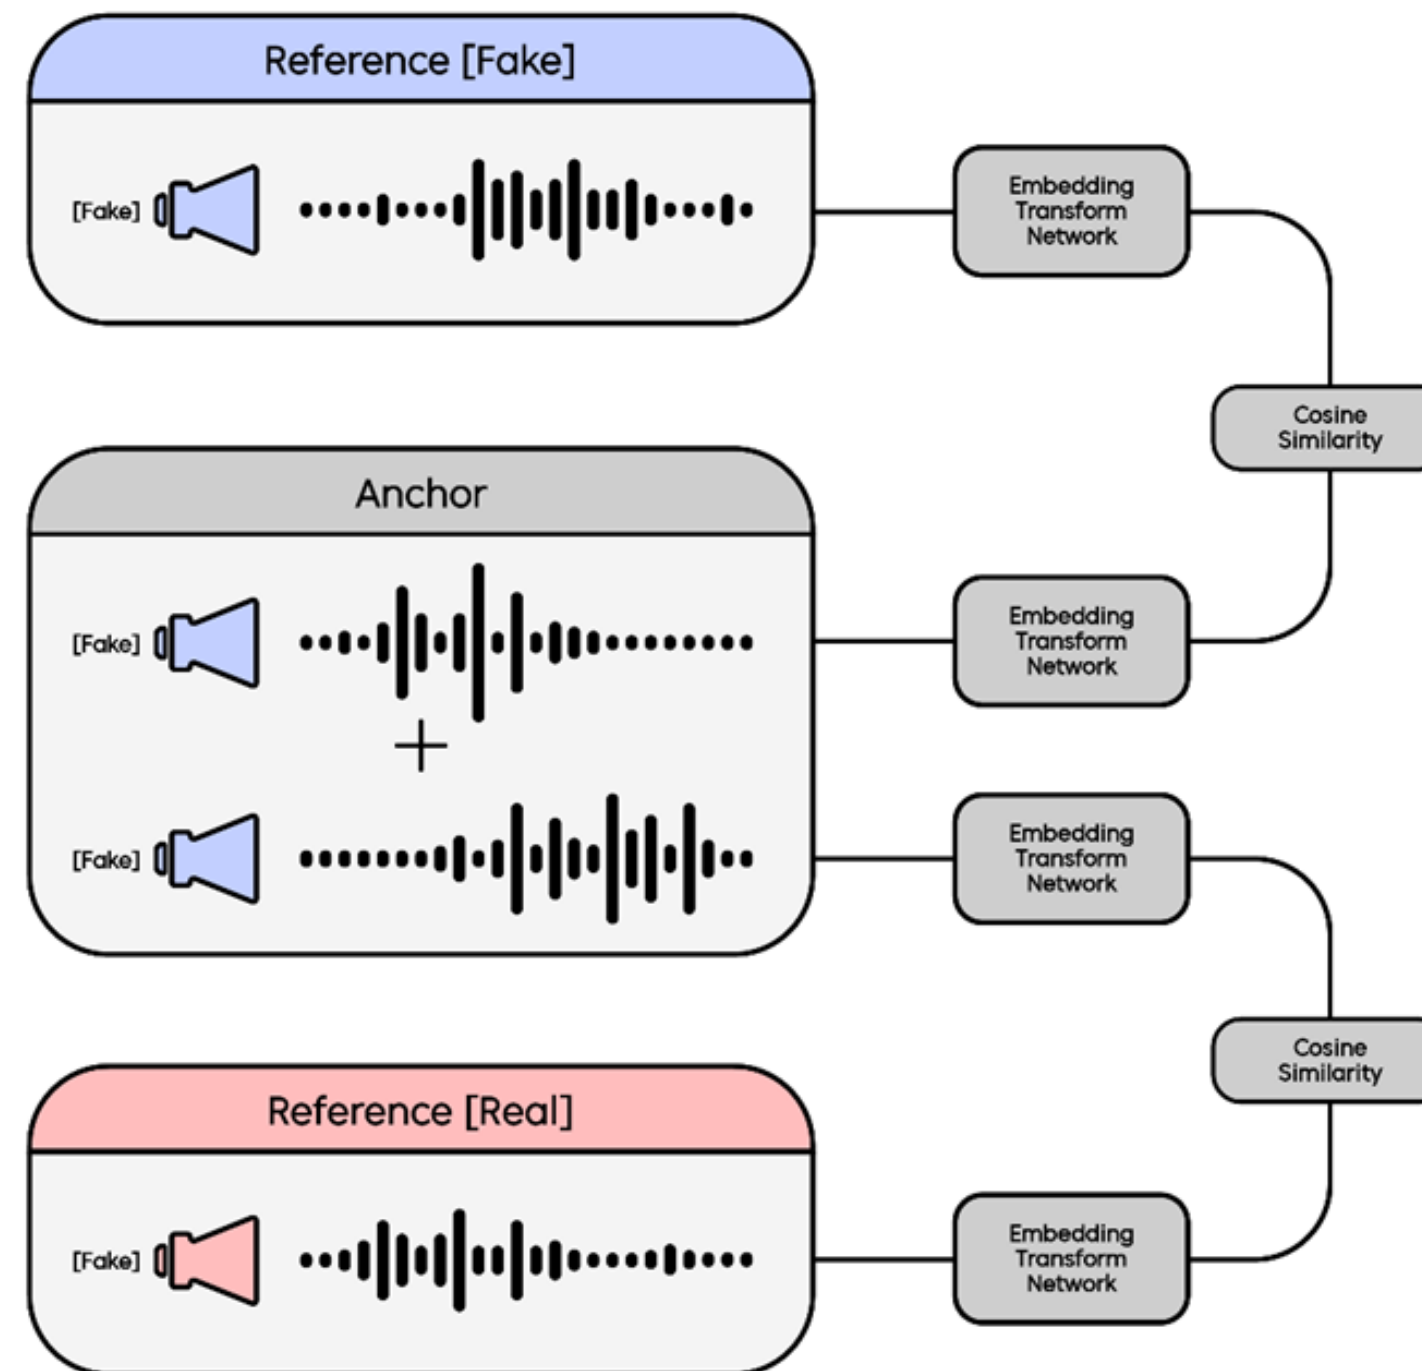 Reference [Fake]
[Fake]
Embedding
Transform
Network
Cosine
Similarity
Anchor
[Fake]
Embedding
Transform
Network
+
[Fake]
Embedding
Transform
Network
Cosine
Similarity
Reference [Real]
[Fake]
Embedding
Transform
Network